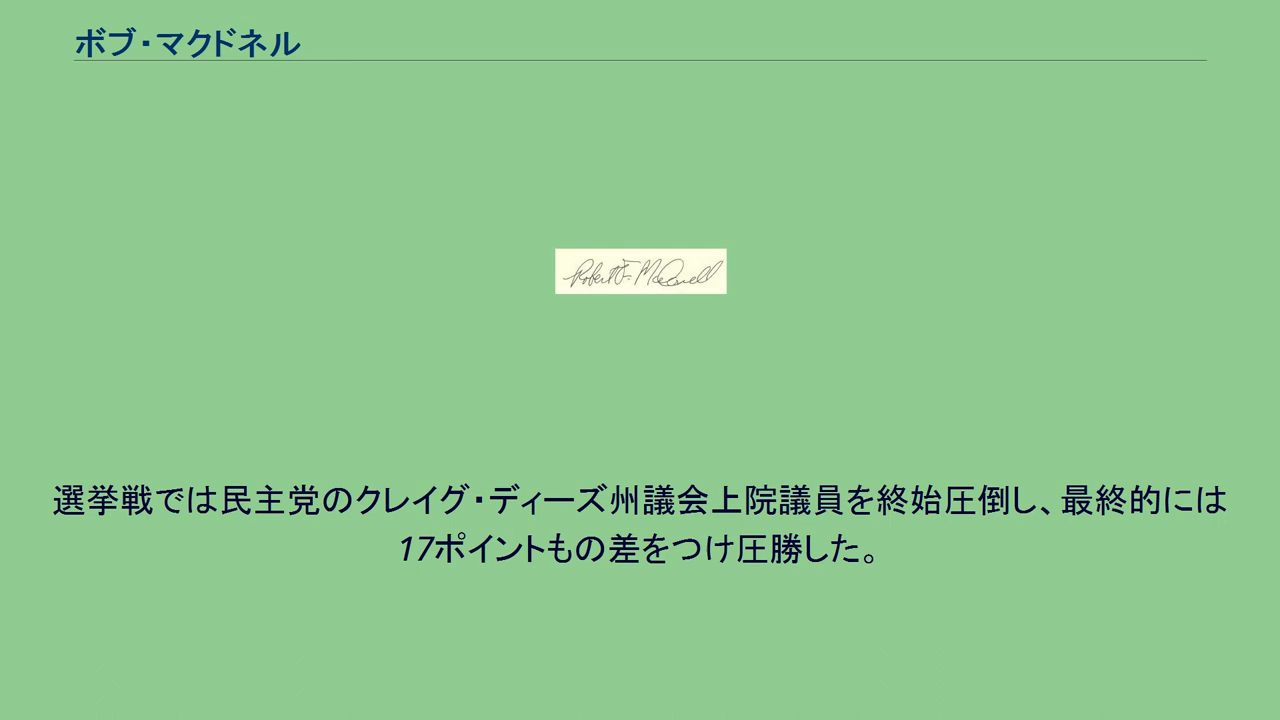 ボブ・マクドネル
Robert F. McDonnell
選挙戦では民主党のクレイグ・ディーズ州議会上院議員を終始圧倒し、最終的には
17ポイントもの差をつけ圧勝した。